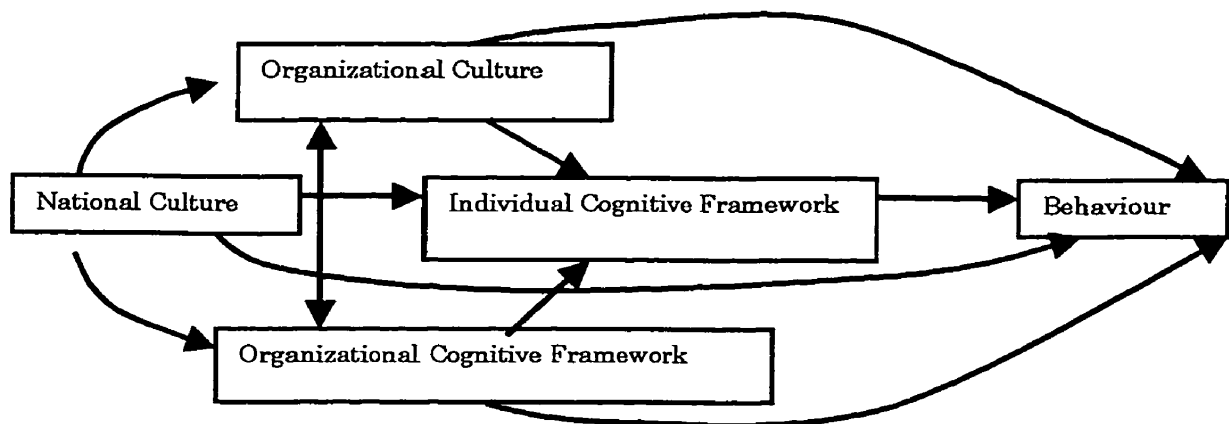 Organizational Culture
National Culture
Individual Cognitive Framework
Behaviour
Organizational Cognitive Framework